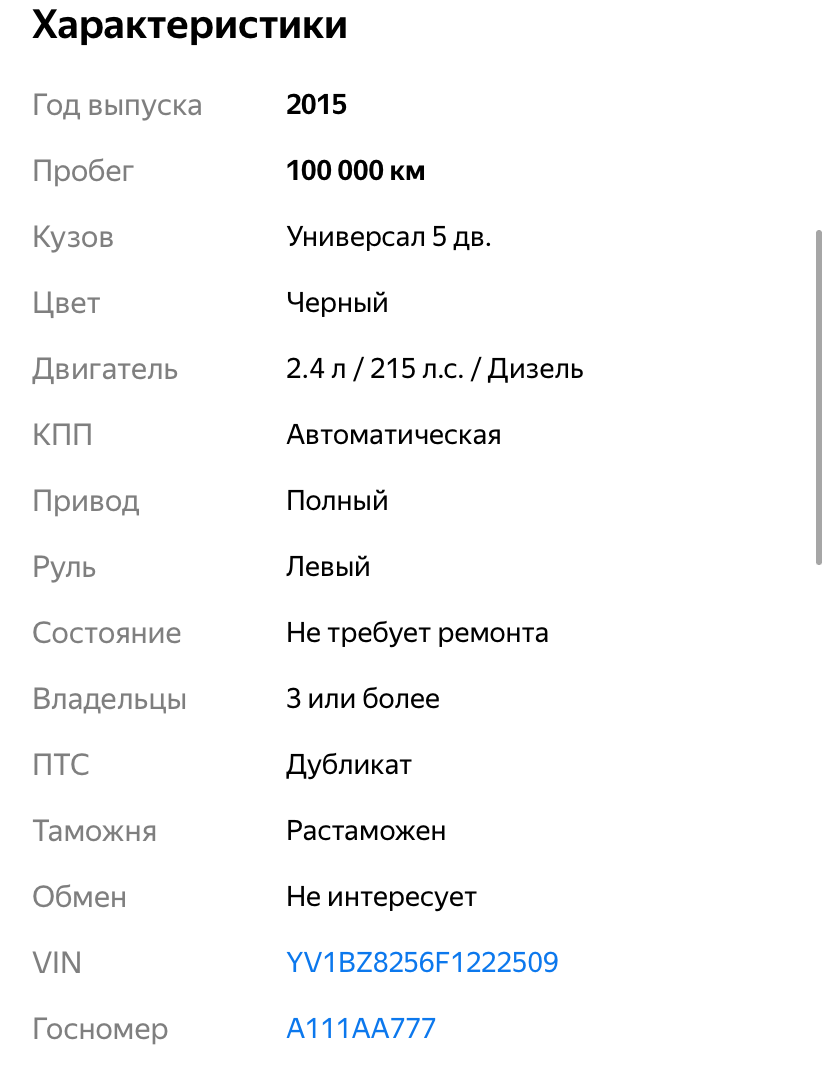 Характеристики
Год выпуска 2015
Пробег 100 000 км
Кузов Универсал 5 дв.
Цвет Черный
Двигатель 2.4 л / 215 л.с. / Дизель
КПП Автоматическая
Привод Полный
Руль Левый
Состояние Не требует ремонта
Владельцы 3 или более
ПТС Дубликат
Таможня Растаможен
Обмен Не интересует
VIN YV1BZ8256F1222509
Госномер A111AA777